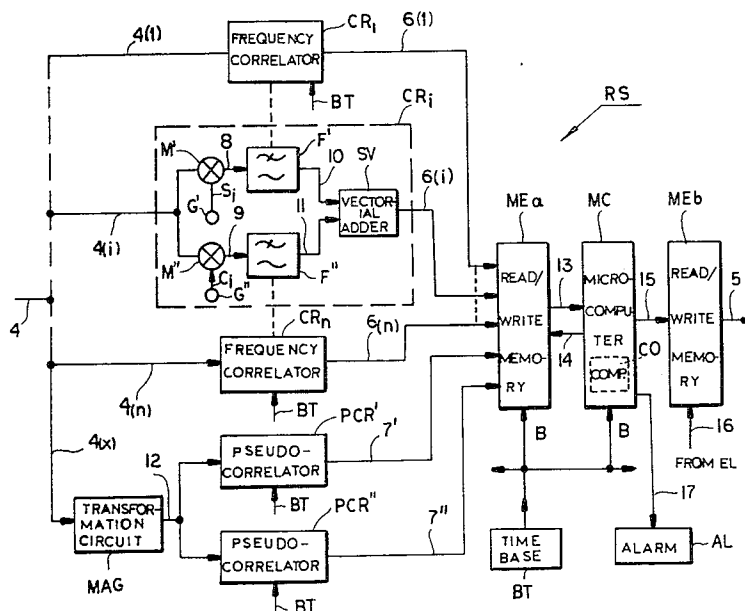 4(1)
FREQUENCY
CORRELATOR
CR1
6(1)
BT
RS
CRi
M'
8
F'
10
Si
G'
SV
VECTOR-
IAL
ADDER
6(i)
4(i)
M"
9
11
Ci
G"
F"
MEa
READ/
WRITE
MEMO-
RY
13
14
MC
MICRO-
COMPU-
TER
COMP.
CO
15
MEb
READ/
WRITE
MEMO-
RY
5
16
FROM EL
4
CRn
FREQUENCY
CORRELATOR
6(n)
4(n)
BT
PCR'
PSEUDO-
CORRELATOR
7'
BT
4(x)
12
TRANSFOR-
MATION
CIRCUIT
MAG
PCR"
PSEUDO-
CORRELATOR
7"
BT
B
B
TIME
BASE
BT
17
ALARM
AL